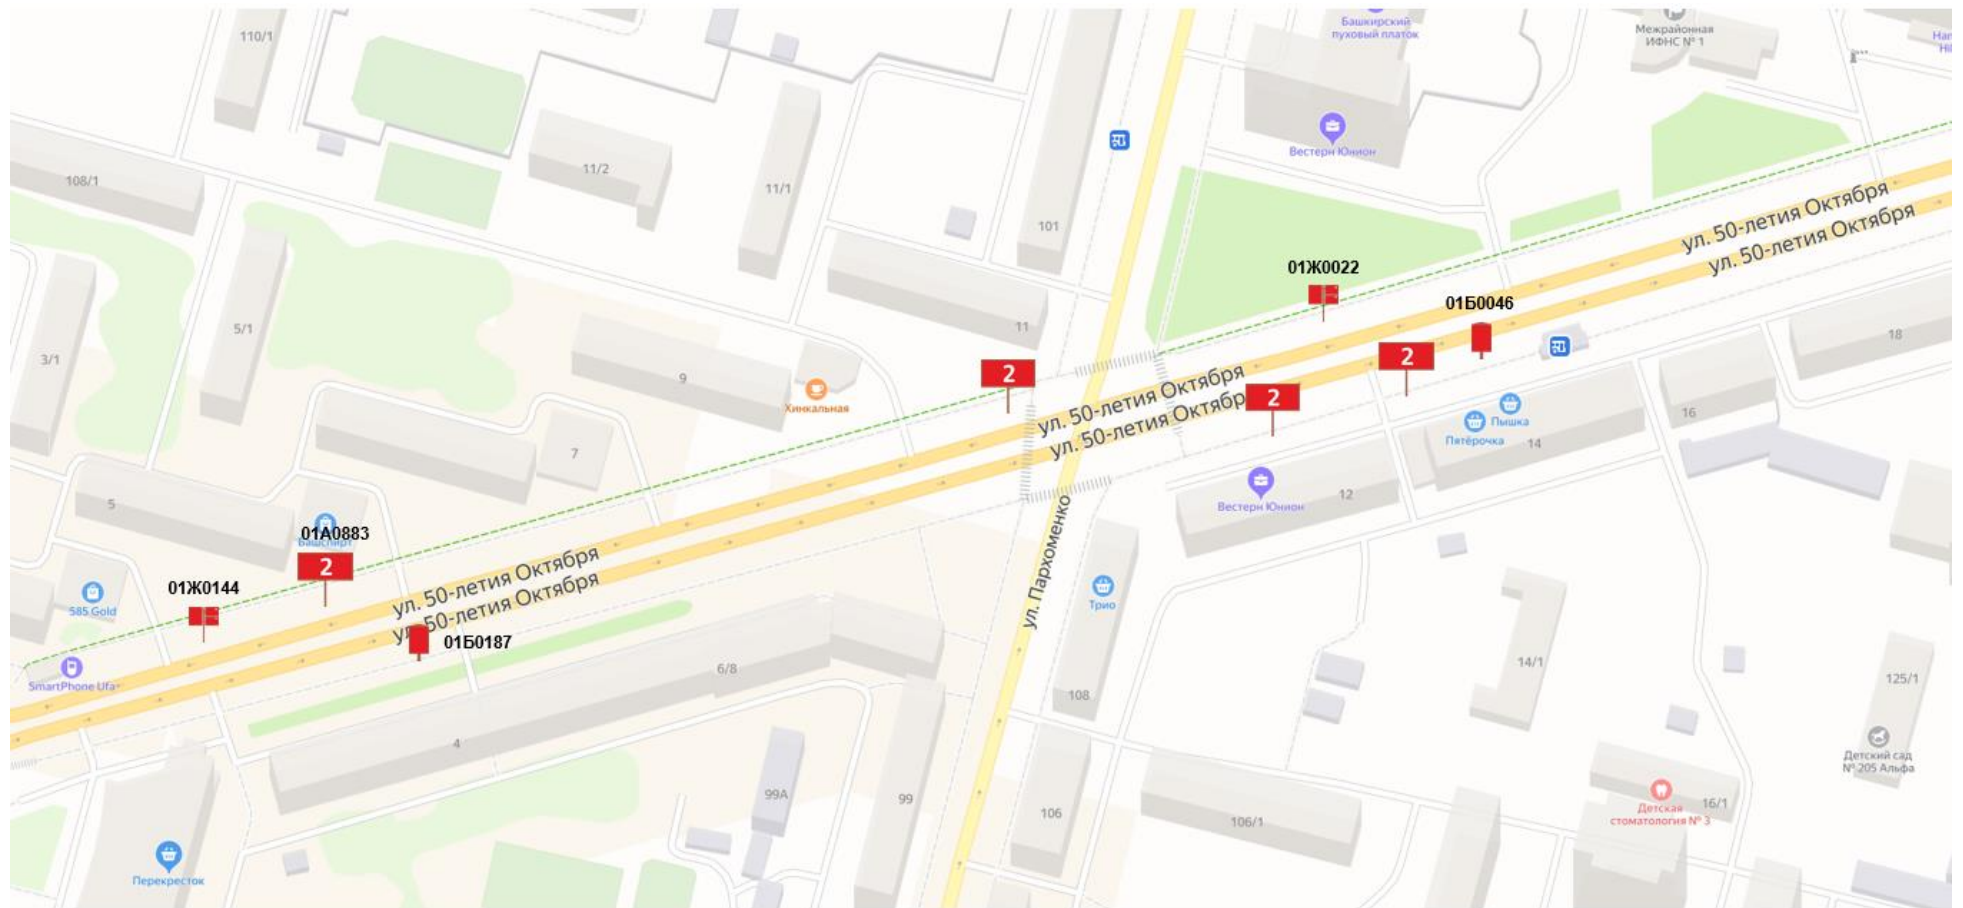 110/1
Башкирский
пуховый платок
Межрайонная
ИФНС № 1
Вестерн Юнион
11/2
11/1
108/1
101
ул. 50-летия Октября
ул. 50-летия Октября
01Ж0022
01Б0046
5/1
3/1
11
9
Хинкальная
2
2
2
18
16
ул. 50-летия Октября
Пышка
Пятёрочка
14
7
12
Вестерн Юнион
5
01А0883
Башспирт
2
01Ж0144
585 Gold
ул. 50-летия Октября
ул. 50-летия Октября
01Б0187
ул. Пархоменко
Трио
SmartPhone Ufa
6/8
4
108
14/1
125/1
Детский сад
№ 205 Альфа
99А
99
106
106/1
16/1
Детская
стоматология № 3
Перекресток